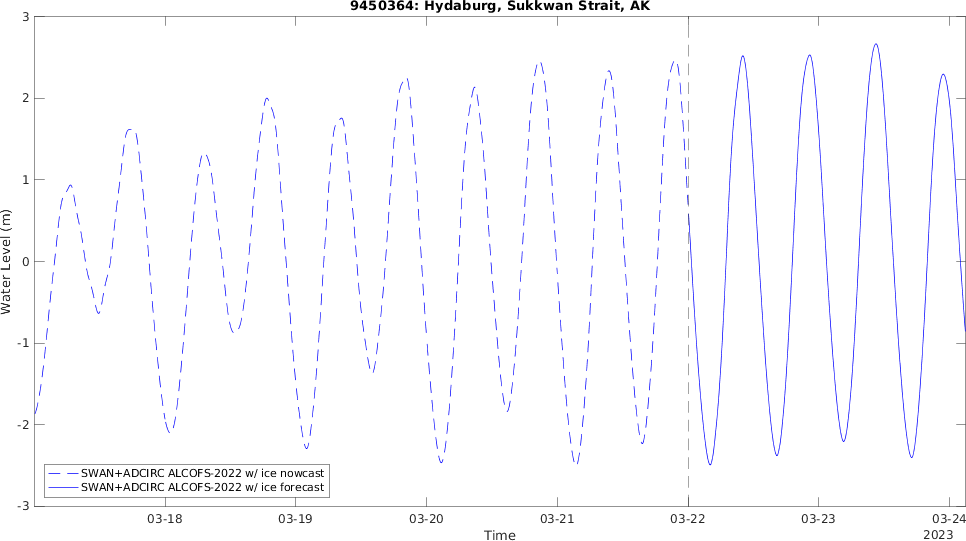 9450364: Hydaburg, Sukkwan Strait, AK
3
2
1
0
-1
-2
-3
Water Level (m)
SWAN+ADCIRC ALCOFS-2022 w/ ice nowcast
SWAN+ADCIRC ALCOFS-2022 w/ ice forecast
03-18 03-19 03-20 03-21 03-22 03-23 03-24
Time 2023